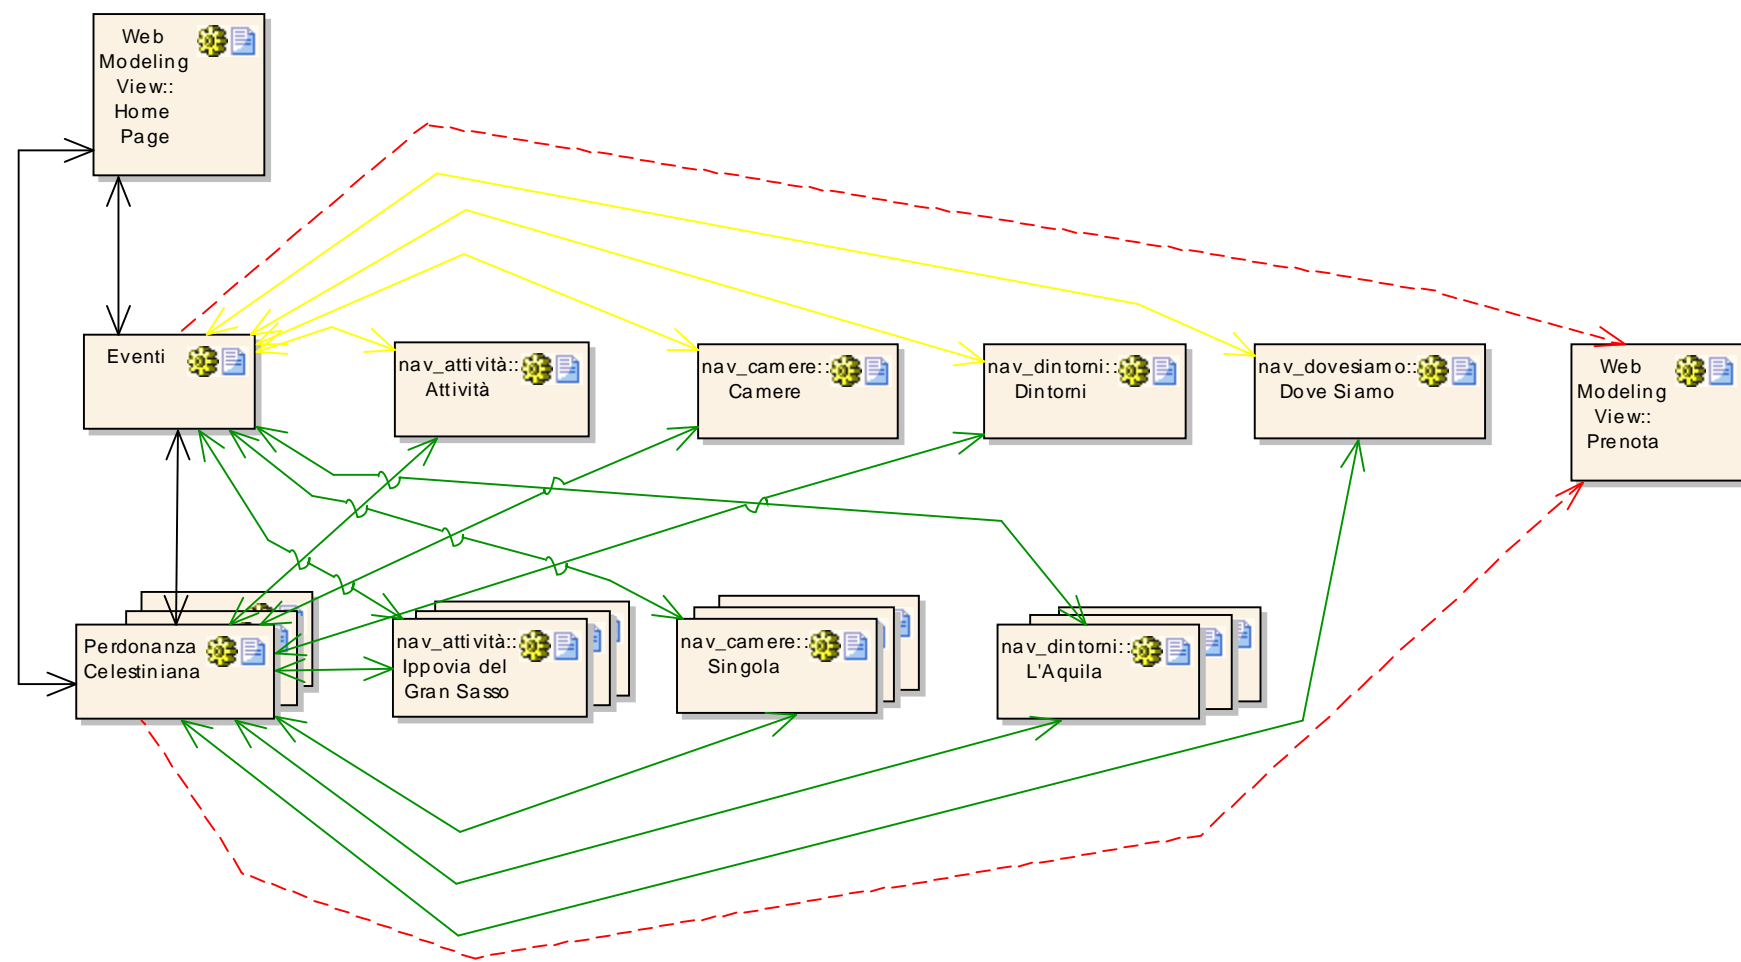 Web
Modeling
View::
Home
Page
Eventi
nav_attività::
Attività
nav_camere::
Camere
nav_dintorni::
Dintorni
nav_dovesiamo::
Dove Siamo
Web
Modeling
View::
Prenota
Perdonanza
Celestiniana
nav_attività::
Ippovia del
Gran Sasso
nav_camere::
Singola
nav_dintorni::
L'Aquila